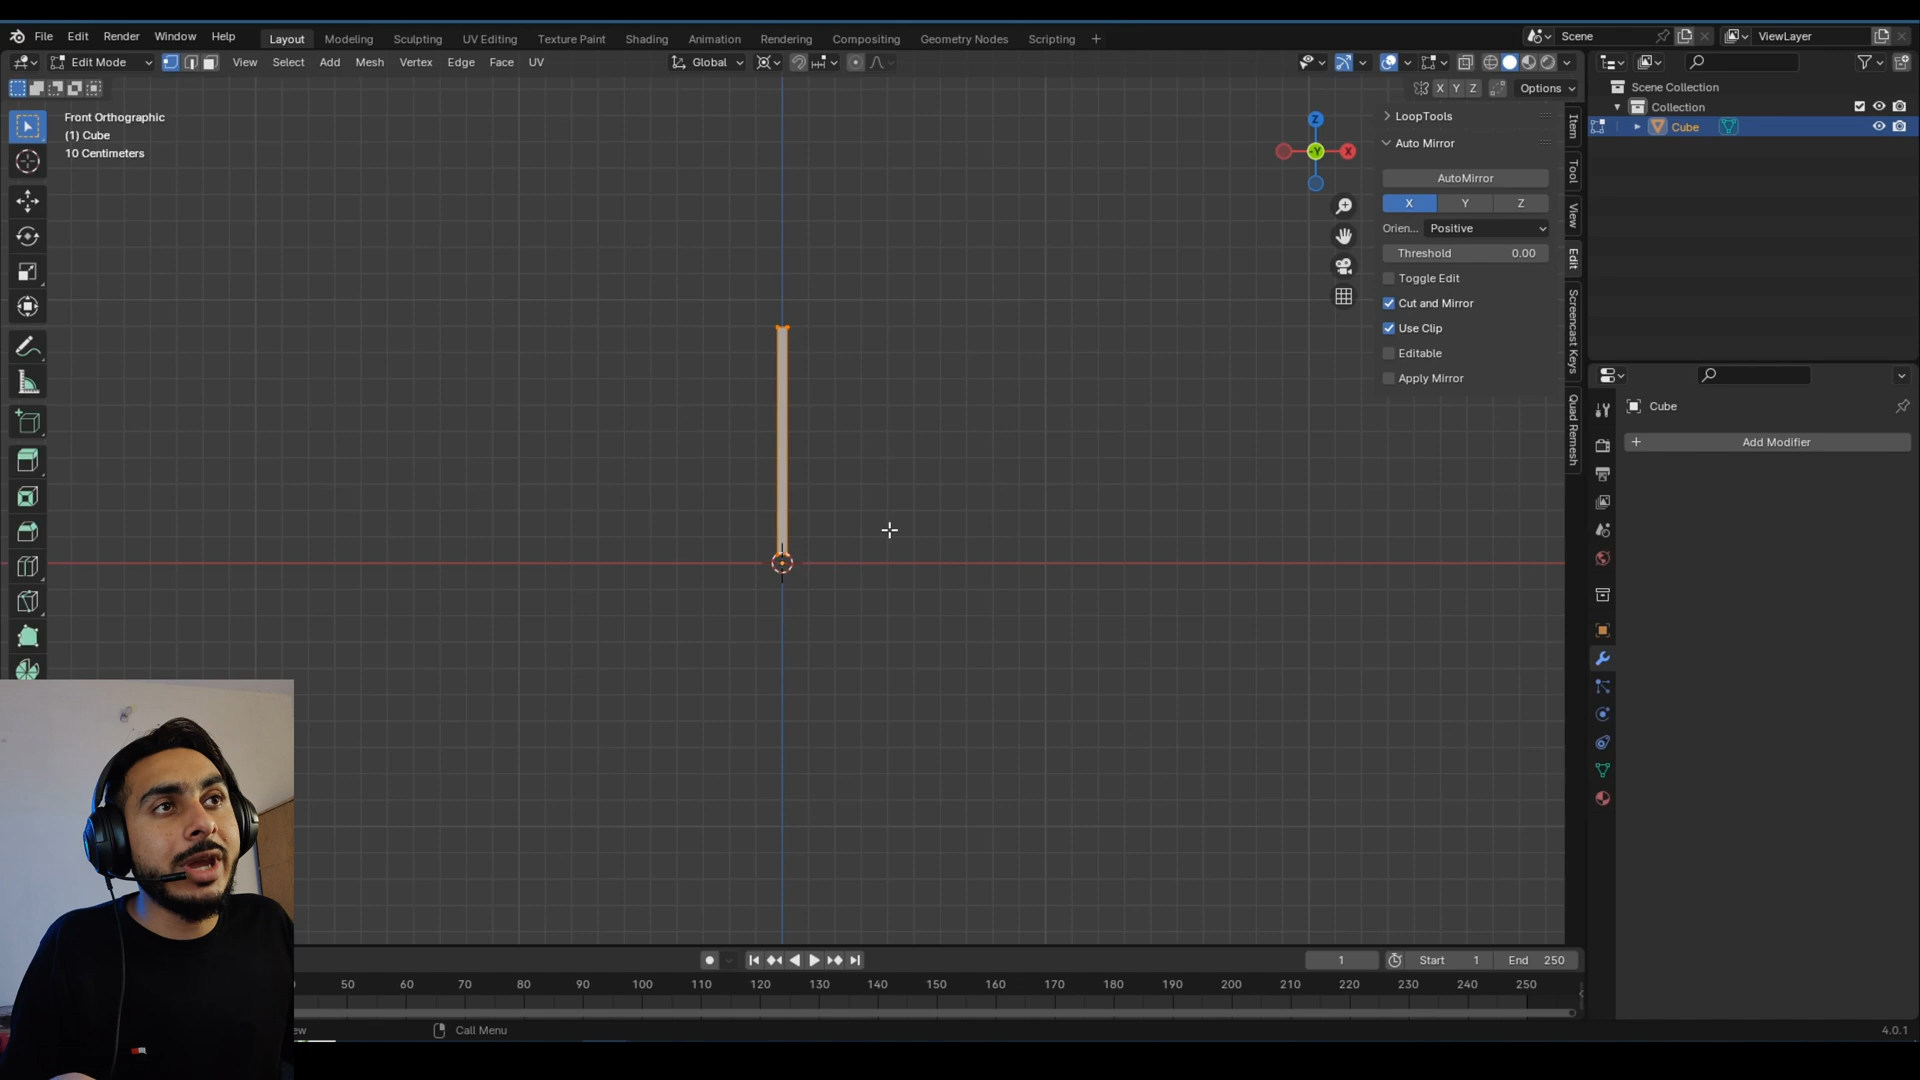 File Edit Render Window Help Layout Modeling Sculpting UV Editing Texture Paint Shading Animation Rendering Compositing Geometry Nodes Scripting + Scene ViewLayer
Edit Mode View Select Add Mesh Vertex Edge Face UV Global
X Y Z Options
Scene Collection
Collection
Cube
Front Orthographic
(1) Cube
10 Centimeters
Z
-Y
X
LoopTools
Auto Mirror
AutoMirror
X Y Z
Orien... Positive
Threshold 0.00
Toggle Edit
Cut and Mirror
Use Clip
Editable
Apply Mirror
Item
Tool
View
Edit
Screencast Keys
Quad Remesh
Cube
+ Add Modifier
1 Start 1 End 250
50 60 70 80 90 100 110 120 130 140 150 160 170 180 190 200 210 220 230 240 250
ew Call Menu 4.0.1